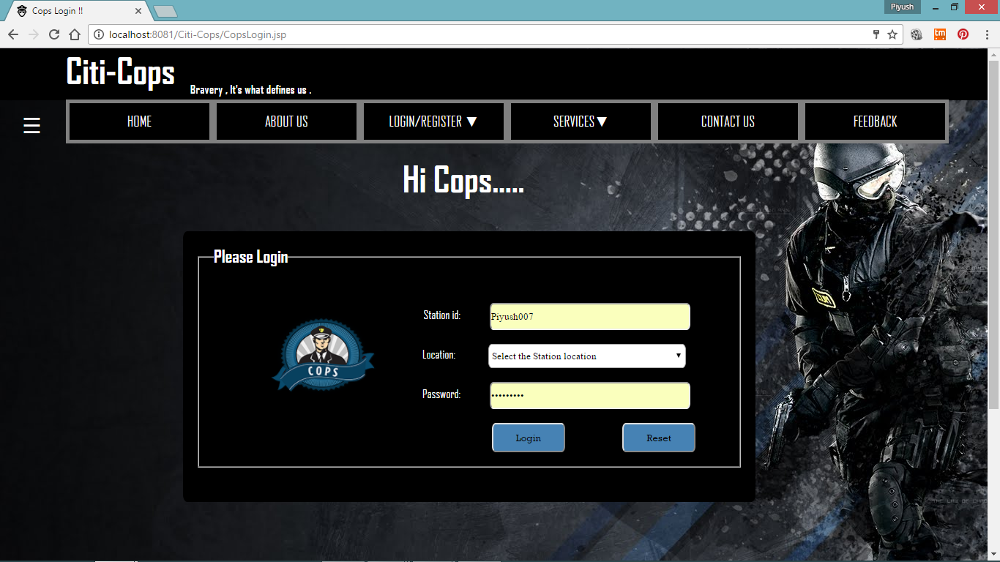 Cops Login !!
Piyush
localhost:8081/Citi-Cops/CopsLogin.jsp
tm
Citi-Cops
Bravery , It's what defines us .
HOME ABOUT US LOGIN/REGISTER ▼ SERVICES▼ CONTACT US FEEDBACK
Hi Cops.....
Please Login
Station id: Piyush007
Location: Select the Station location
COPS
Password: •••••••••
Login Reset